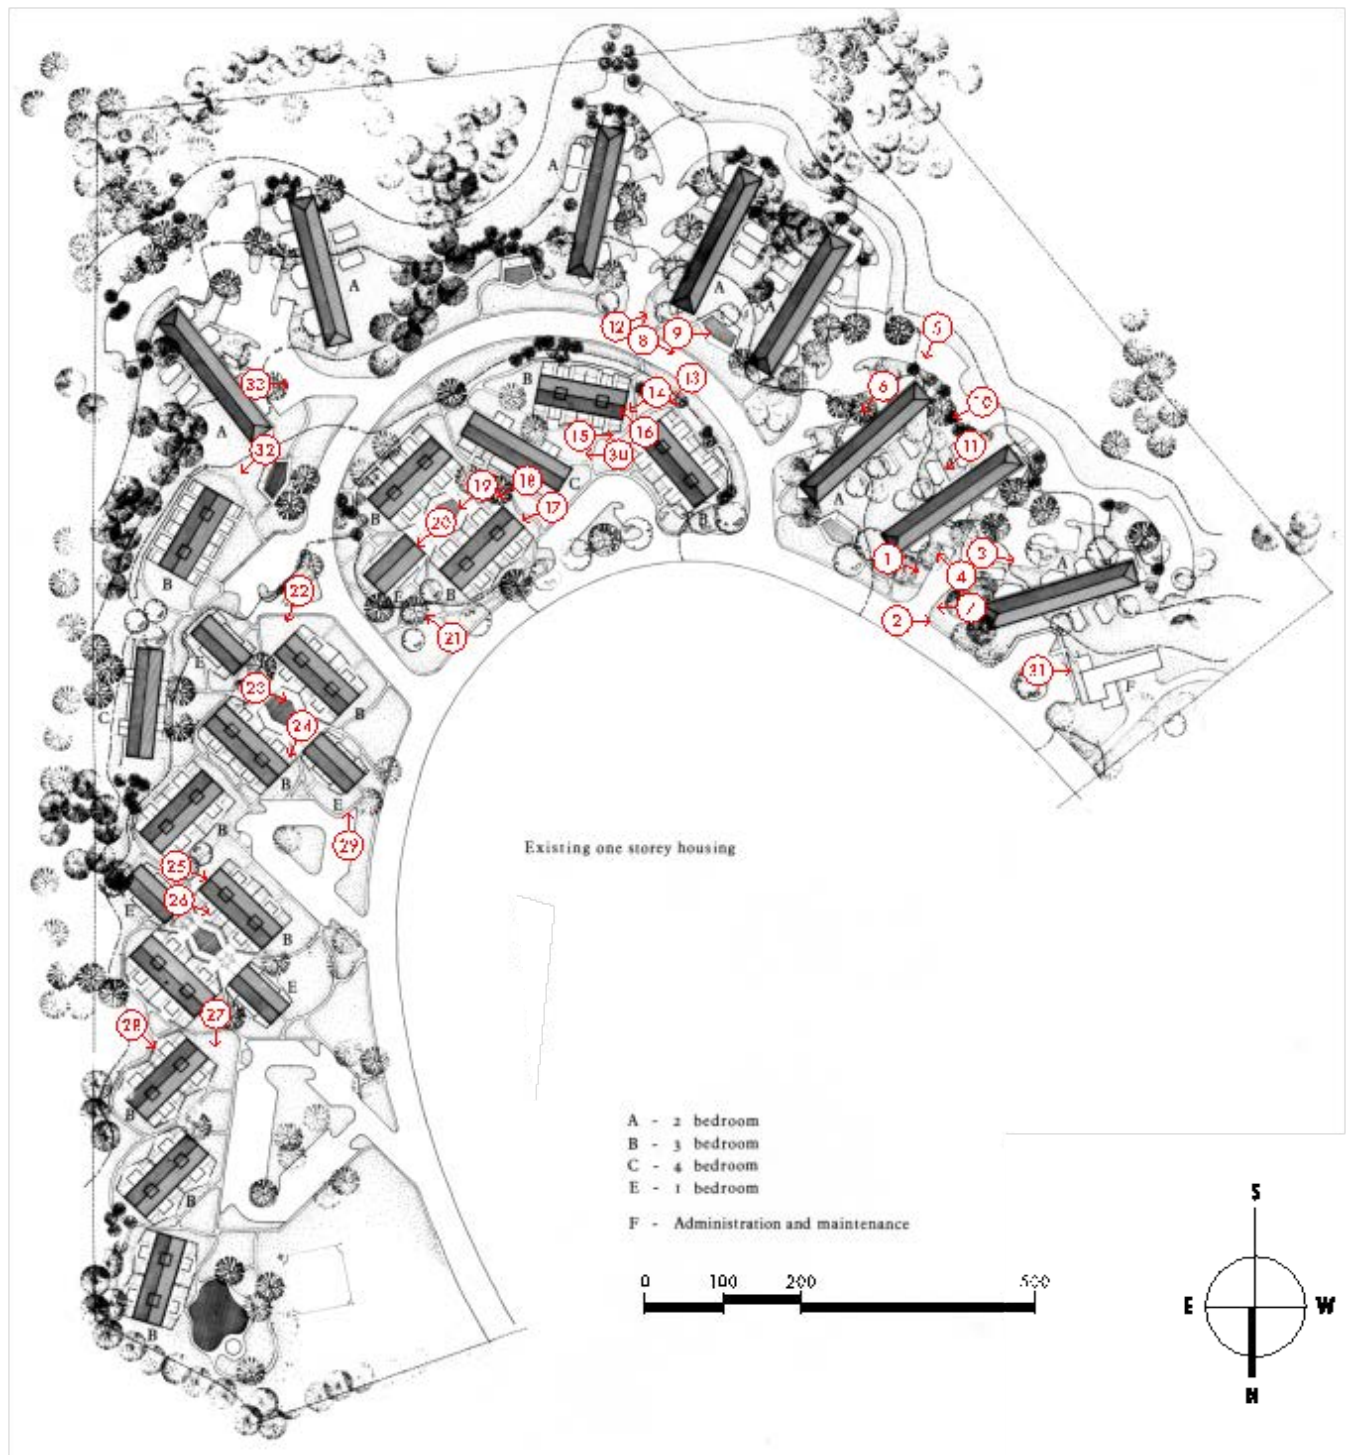 A
A
A
A
A
12
9
5
8
33
B
13
6
14
10
A
15
16
11
32
30
18
C
19
17
A
20
B
B
1
3
A
4
B
E
7
22
2
21
E
31
23
F
C
B
24
B
E
B
29
Existing one storey housing
25
26
E
B
E
27
28
B
A - 2 bedroom
B - 3 bedroom
C - 4 bedroom
E - 1 bedroom
F - Administration and maintenance
B
S
0 100 200 500
E W
B
N